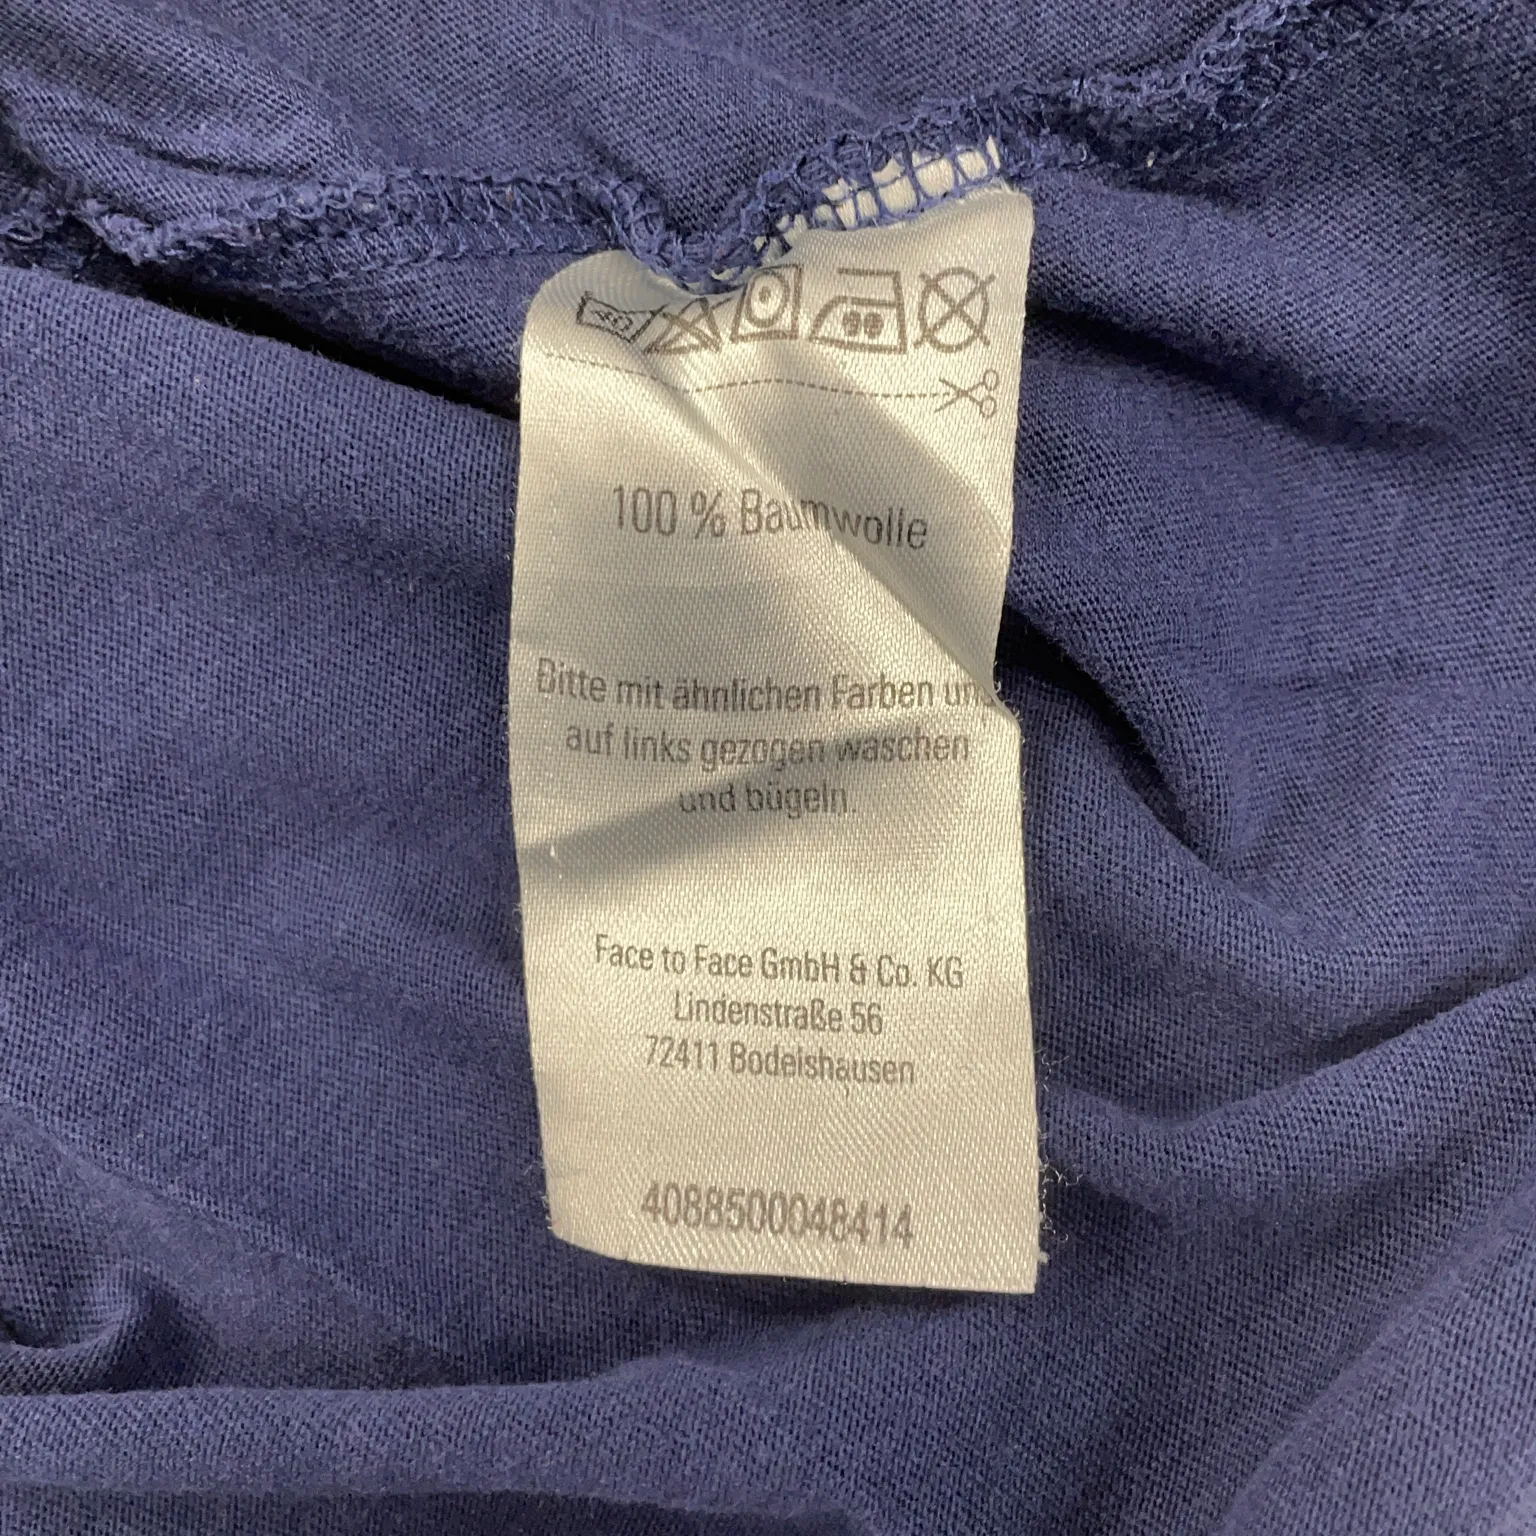 40
100 % Baumwolle
Bitte mit ähnlichen Farben und
auf links gezogen waschen
und bügeln.
Face to Face GmbH & Co. KG
Lindenstraße 56
72411 Bodelshausen
4088500048414